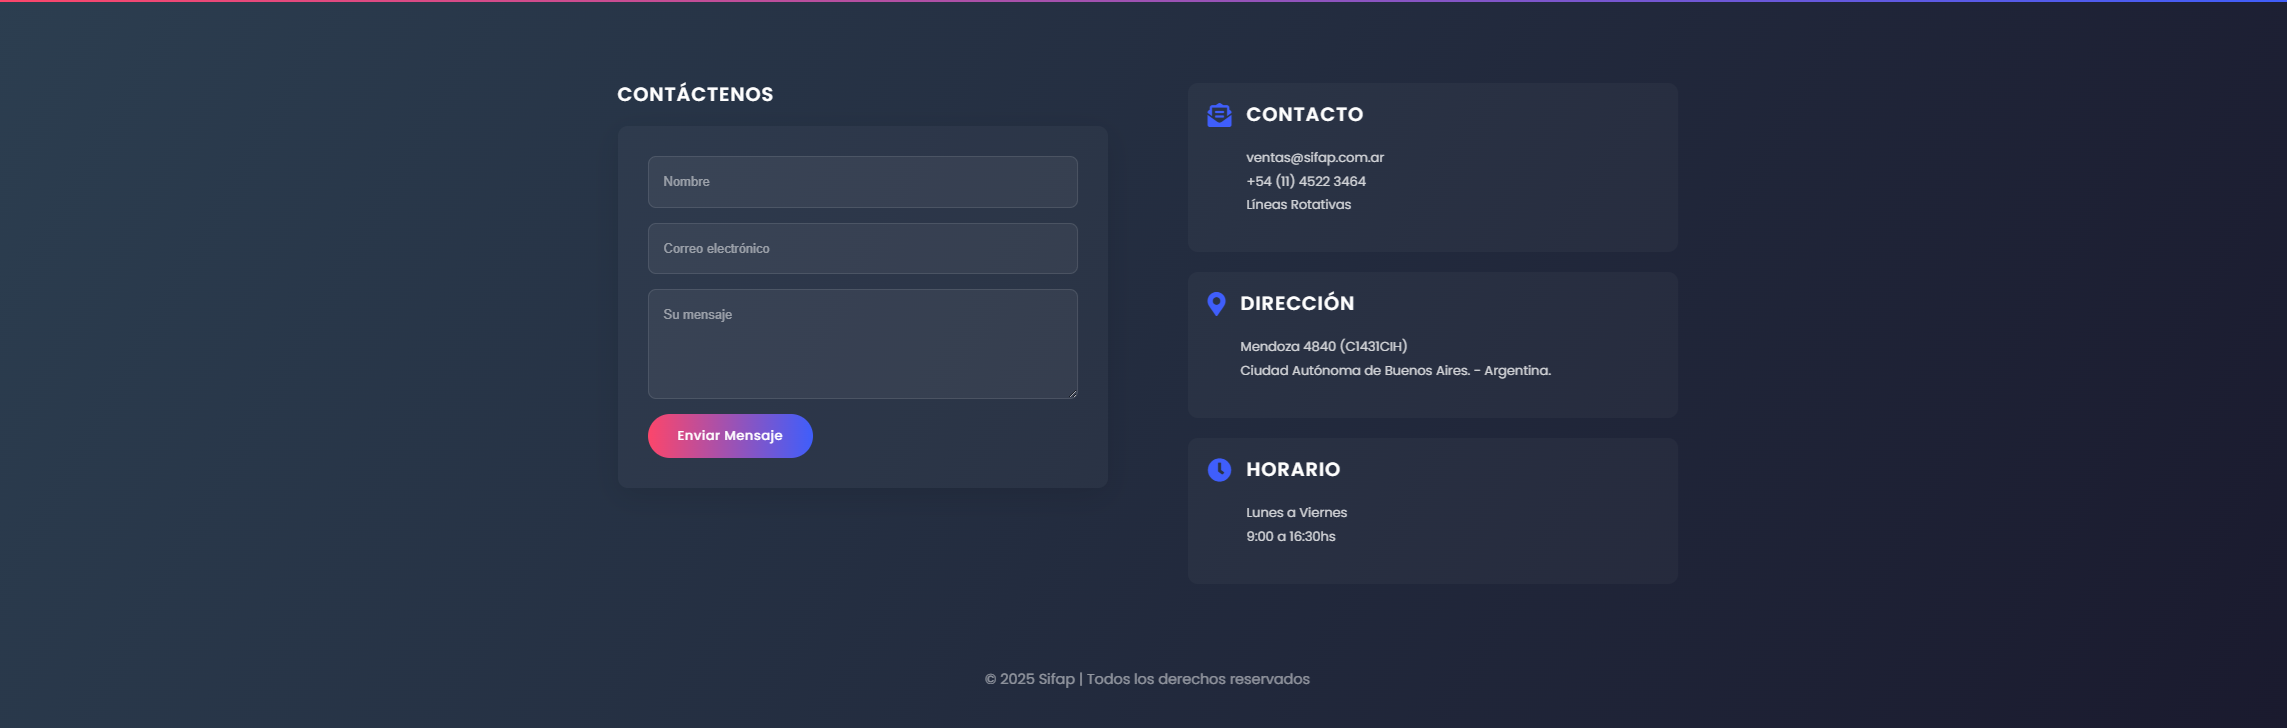 CONTÁCTENOS
Nombre
Correo electrónico
Su mensaje
Enviar Mensaje
CONTACTO
ventas@sifap.com.ar
+54 (11) 4522 3464
Líneas Rotativas
DIRECCIÓN
Mendoza 4840 (C1431CIH)
Ciudad Autónoma de Buenos Aires. - Argentina.
HORARIO
Lunes a Viernes
9:00 a 16:30hs
© 2025 Sifap | Todos los derechos reservados